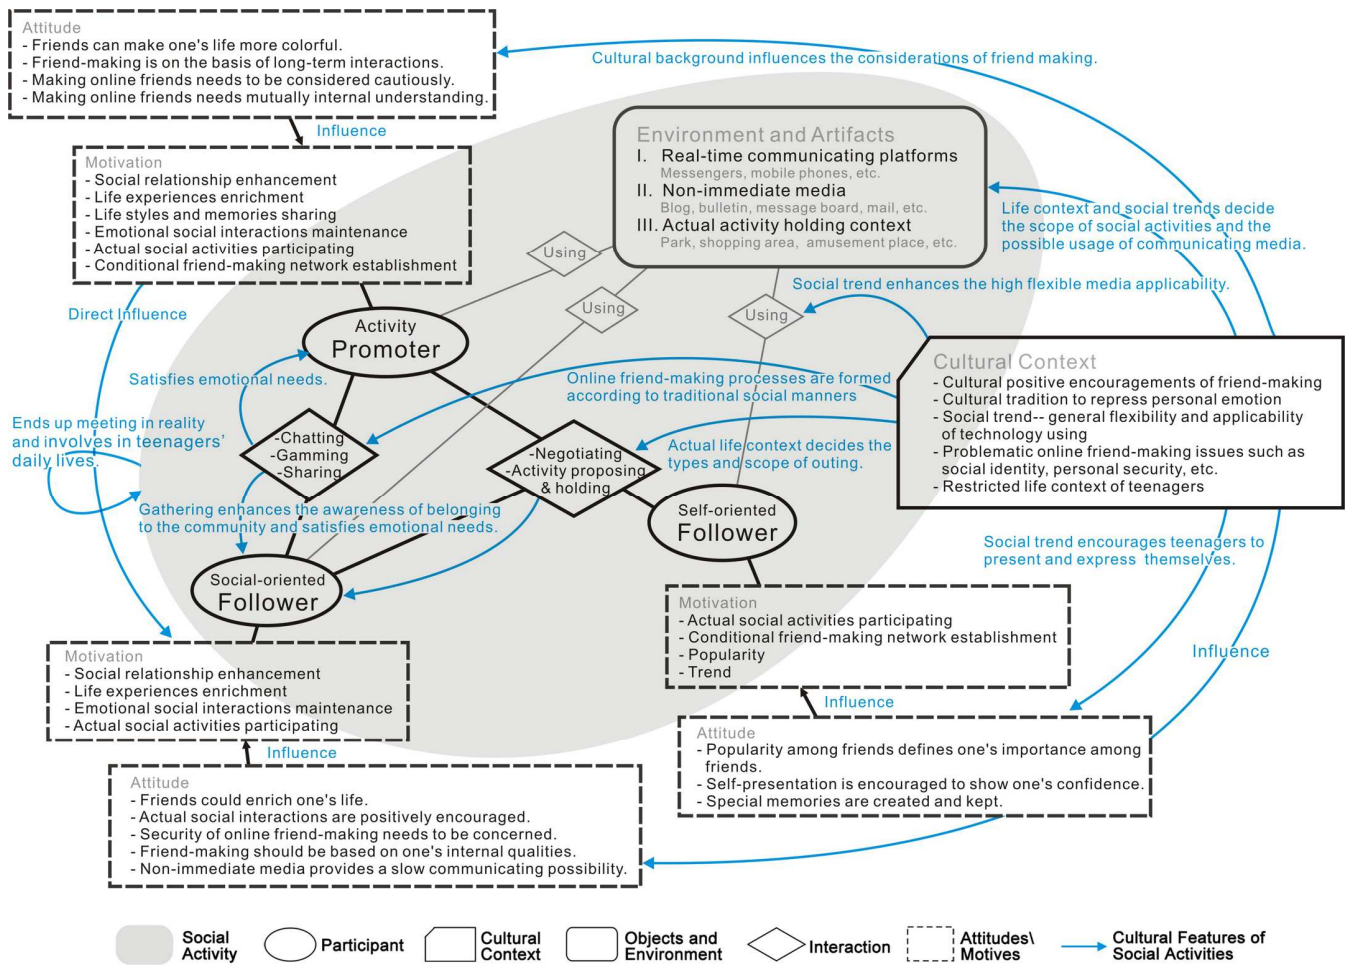 Attitude
- Friends can make one's life more colorful.
- Friend-making is on the basis of long-term interactions.
- Making online friends needs to be considered cautiously.
- Making online friends needs mutually internal understanding.
Cultural background influences the considerations of friend making.
Influence
Motivation
- Social relationship enhancement
- Life experiences enrichment
- Life styles and memories sharing
- Emotional social interactions maintenance
- Actual social activities participating
- Conditional friend-making network establishment
Environment and Artifacts
I. Real-time communicating platforms
Messengers, mobile phones, etc.
II. Non-immediate media
Blog, bulletin, message board, mail, etc.
III. Actual activity holding context
Park, shopping area, amusement place, etc.
Life context and social trends decide
the scope of social activities and the
possible usage of communicating media.
Using
Using
Using
Social trend enhances the high flexible media applicability.
Direct Influence
Activity
Promoter
Satisfies emotional needs.
Online friend-making processes are formed
according to traditional social manners
Cultural Context
- Cultural positive encouragements of friend-making
- Cultural tradition to repress personal emotion
- Social trend-- general flexibility and applicability
of technology using
- Problematic online friend-making issues such as
social identity, personal security, etc.
- Restricted life context of teenagers
Ends up meeting in reality
and involves in teenagers'
daily lives.
-Chatting
-Gamming
-Sharing
-Negotiating
-Activity proposing
& holding
Actual life context decides the
types and scope of outing.
Gathering enhances the awareness of belonging
to the community and satisfies emotional needs.
Self-oriented
Follower
Social trend encourages teenagers to
present and express themselves.
Social-oriented
Follower
Motivation
- Actual social activities participating
- Conditional friend-making network establishment
- Popularity
- Trend
Influence
Motivation
- Social relationship enhancement
- Life experiences enrichment
- Emotional social interactions maintenance
- Actual social activities participating
Influence
Influence
Attitude
- Popularity among friends defines one's importance among
friends.
- Self-presentation is encouraged to show one's confidence.
- Special memories are created and kept.
Attitude
- Friends could enrich one's life.
- Actual social interactions are positively encouraged.
- Security of online friend-making needs to be concerned.
- Friend-making should be based on one's internal qualities.
- Non-immediate media provides a slow communicating possibility.
Social
Activity
Participant
Cultural
Context
Objects and
Environment
Interaction
Attitudes\
Motives
Cultural Features of
Social Activities